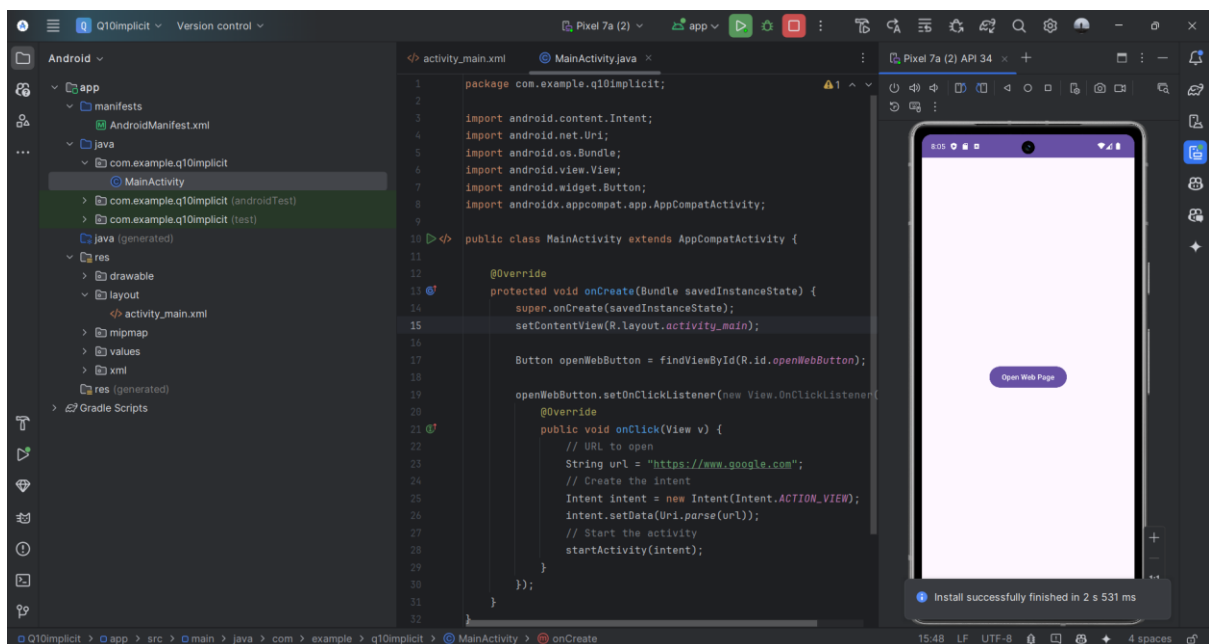 Q Q10implicit Version control
Pixel 7a (2) app
Android
app
manifests
AndroidManifest.xml
java
com.example.q10implicit
MainActivity
com.example.q10implicit (androidTest)
com.example.q10implicit (test)
java (generated)
res
drawable
layout
activity_main.xml
mipmap
values
xml
res (generated)
Gradle Scripts
activity_main.xml MainActivity.java
1 package com.example.q10implicit; 1
2
3 import android.content.Intent;
4 import android.net.Uri;
5 import android.os.Bundle;
6 import android.view.View;
7 import android.widget.Button;
8 import androidx.appcompat.app.AppCompatActivity;
9
10 public class MainActivity extends AppCompatActivity {
11
12 @Override
13 protected void onCreate(Bundle savedInstanceState) {
14 super.onCreate(savedInstanceState);
15 setContentView(R.layout.activity_main);
16
17 Button openWebButton = findViewById(R.id.openWebButton);
18
19 openWebButton.setOnClickListener(new View.OnClickListener(
20 @Override
21 public void onClick(View v) {
22 // URL to open
23 String url = "https://www.google.com";
24 // Create the intent
25 Intent intent = new Intent(Intent.ACTION_VIEW);
26 intent.setData(Uri.parse(url));
27 // Start the activity
28 startActivity(intent);
29 }
30 });
31 }
32 }
Pixel 7a (2) API 34
8:05
Open Web Page
1:1
Install successfully finished in 2 s 531 ms
Q10implicit > app > src > main > java > com > example > q10implicit > MainActivity > onCreate
15:48 LF UTF-8 4 spaces